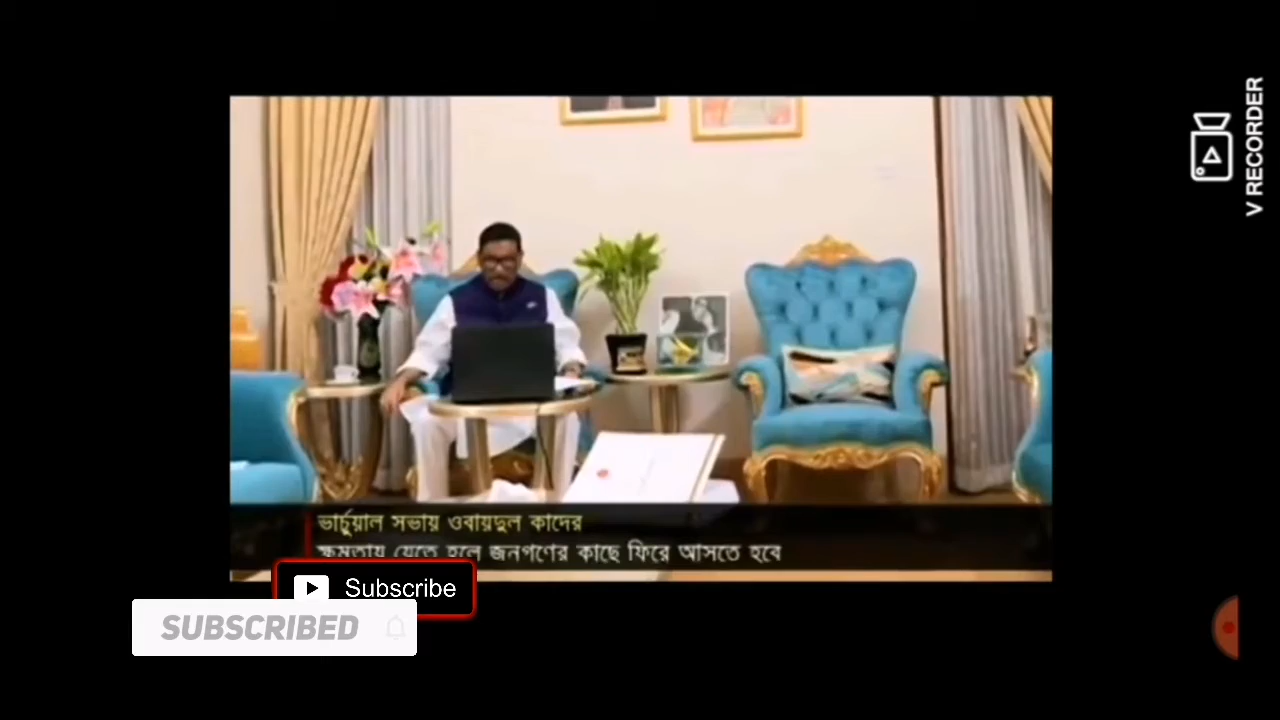 V RECORDER
ভার্চুয়াল সভায় ওবায়দুল কাদের
ক্ষমতায় যেতে হলে জনগণের কাছে ফিরে আসতে হবে
Subscribe
SUBSCRIBED